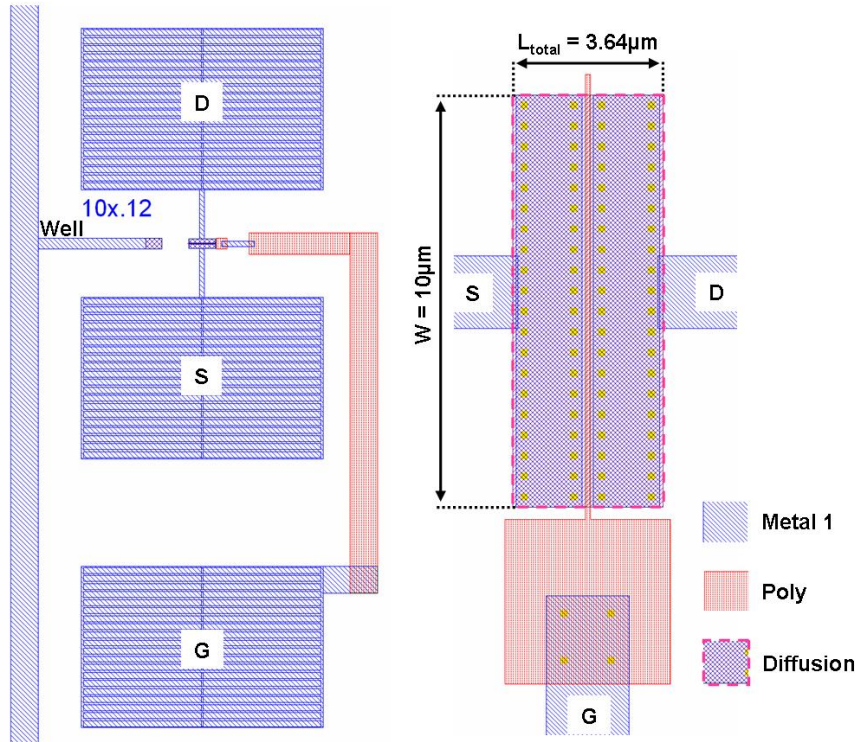 D
10x.12
Well
S
G
L_total = 3.64µm
W = 10µm
S
D
G
Metal 1
Poly
Diffusion